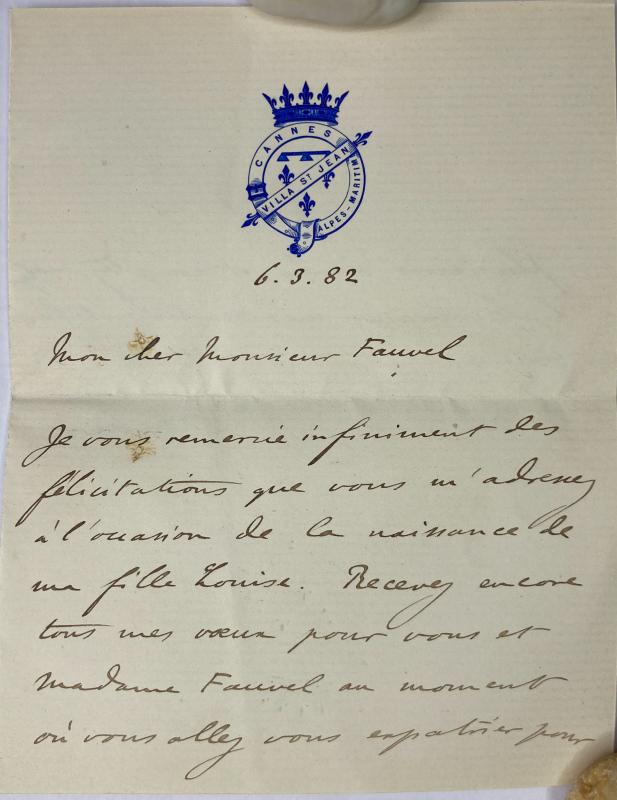 CANNES
VILLA ST JEAN
ALPES-MARITIM
6.3.82
Mon cher Monsieur Fauvel
Je vous remercie infiniment des
félicitations que vous m'adressez
à l'occasion de la naissance de
ma fille Louise. Recevez encore
tous mes vœux pour vous et
Madame Fauvel au moment
où vous allez vous expatrier pour